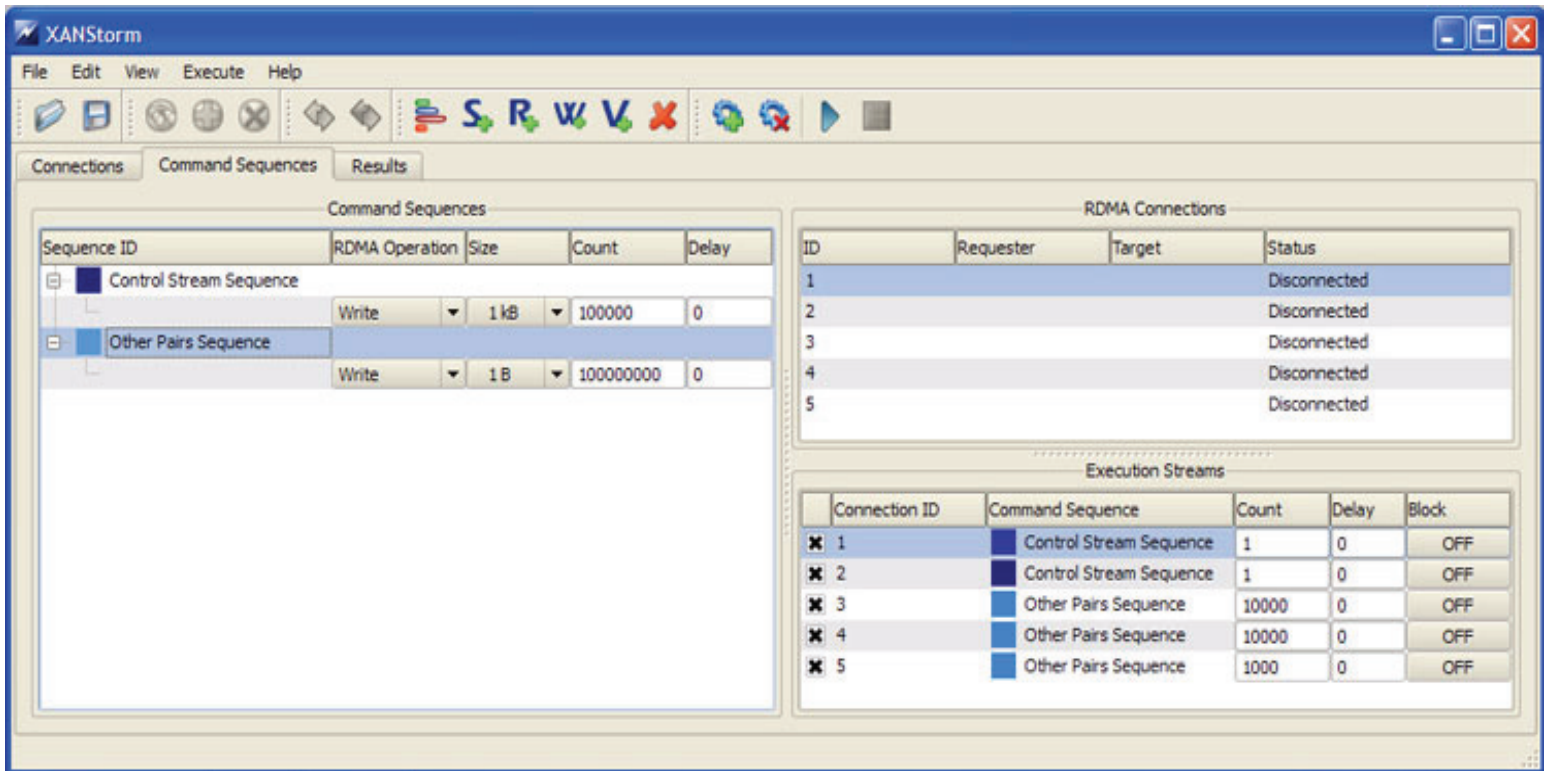 XANStorm
File Edit View Execute Help
S R W V
Connections Command Sequences Results
Command Sequences
Sequence ID RDMA Operation Size Count Delay
Control Stream Sequence
Write 1 kB 100000 0
Other Pairs Sequence
Write 1 B 100000000 0
RDMA Connections
ID Requester Target Status
1 Disconnected
2 Disconnected
3 Disconnected
4 Disconnected
5 Disconnected
Execution Streams
Connection ID Command Sequence Count Delay Block
1 Control Stream Sequence 1 0 OFF
2 Control Stream Sequence 1 0 OFF
3 Other Pairs Sequence 10000 0 OFF
4 Other Pairs Sequence 10000 0 OFF
5 Other Pairs Sequence 1000 0 OFF